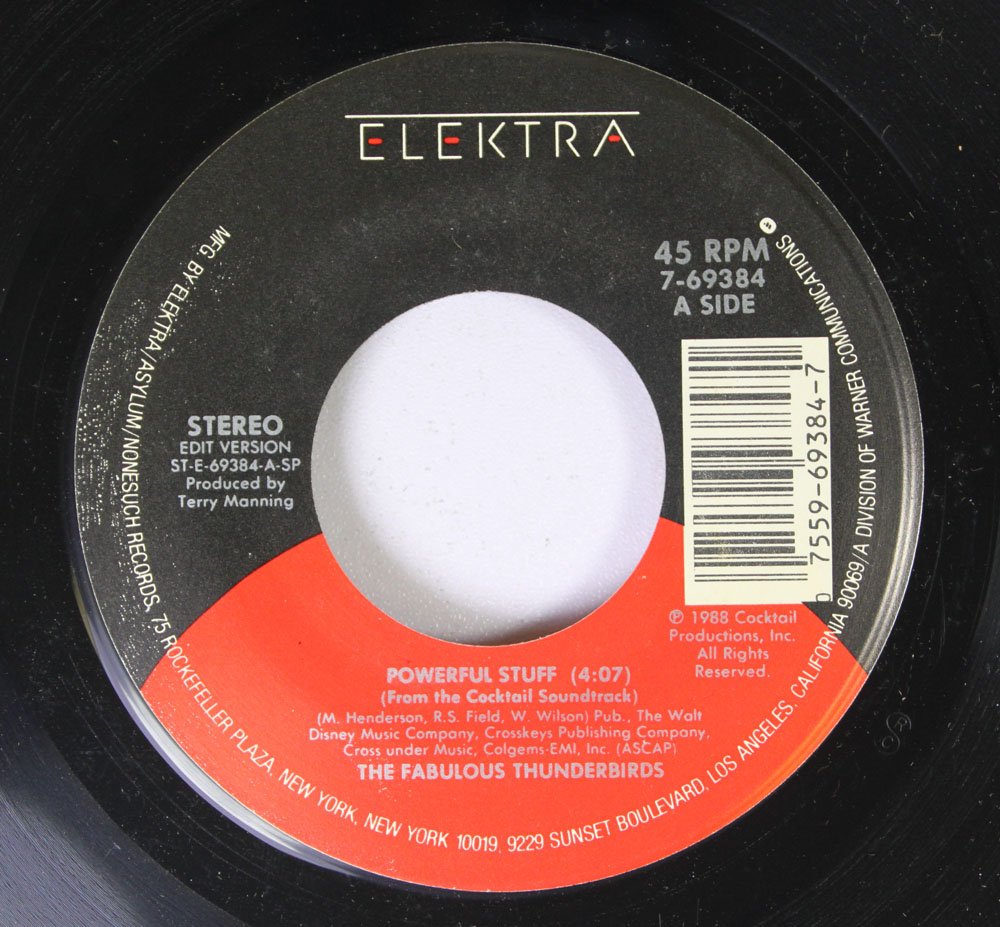 ELEKTRA
45 RPM
7-69384
A SIDE
STEREO
EDIT VERSION
ST-E-69384-A-SP
Produced by
Terry Manning
0 7559-69384-7
℗ 1988 Cocktail
Productions, Inc.
All Rights
Reserved.
POWERFUL STUFF (4:07)
(From the Cocktail Soundtrack)
(M. Henderson, R.S. Field, W. Wilson) Pub., The Walt
Disney Music Company, Crosskeys Publishing Company,
Cross under Music, Colgems-EMI, Inc. (ASCAP)
THE FABULOUS THUNDERBIRDS
MFG. BY ELEKTRA/ASYLUM/NONESUCH RECORDS, 75 ROCKEFELLER PLAZA, NEW YORK, NEW YORK 10019, 9229 SUNSET BOULEVARD, LOS ANGELES, CALIFORNIA 90069/A DIVISION OF WARNER COMMUNICATIONS